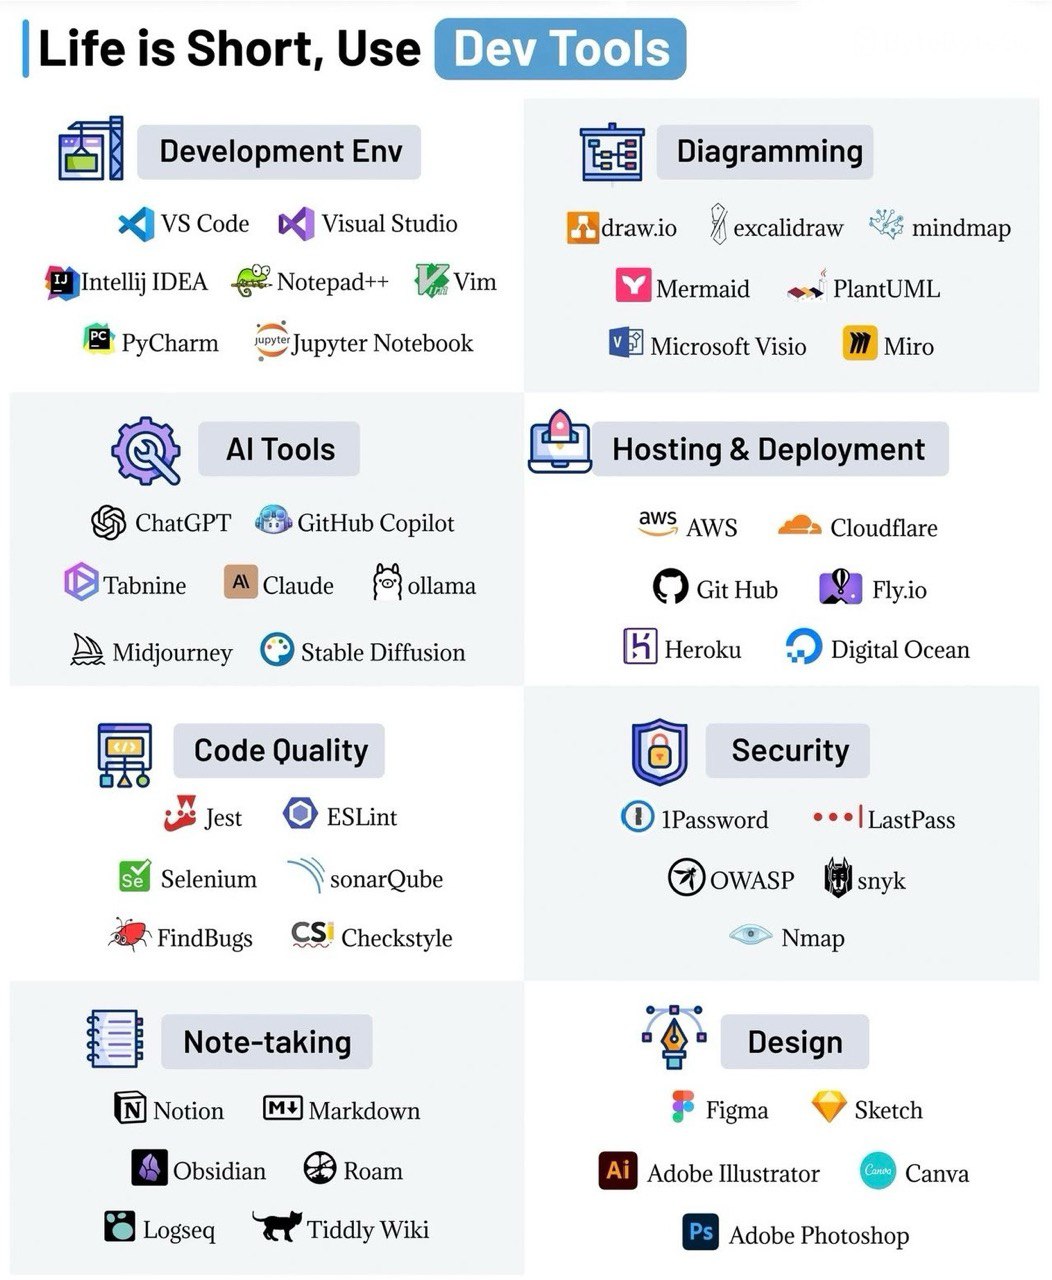 Life is Short, Use Dev Tools
Development Env
VS Code Visual Studio
IJ Intellij IDEA Notepad++ Vim
PC PyCharm jupyter Jupyter Notebook
Diagramming
draw.io excalidraw mindmap
Mermaid PlantUML
V Microsoft Visio Miro
AI Tools
ChatGPT GitHub Copilot
Tabnine A\ Claude ollama
Midjourney Stable Diffusion
Hosting & Deployment
aws AWS Cloudflare
Git Hub Fly.io
Heroku Digital Ocean
Code Quality
Jest ESLint
Se Selenium sonarQube
FindBugs CS! Checkstyle
Security
1Password LastPass
OWASP snyk
Nmap
Note-taking
N Notion M Markdown
Obsidian Roam
Logseq Tiddly Wiki
Design
Figma Sketch
Ai Adobe Illustrator Canva Canva
Ps Adobe Photoshop